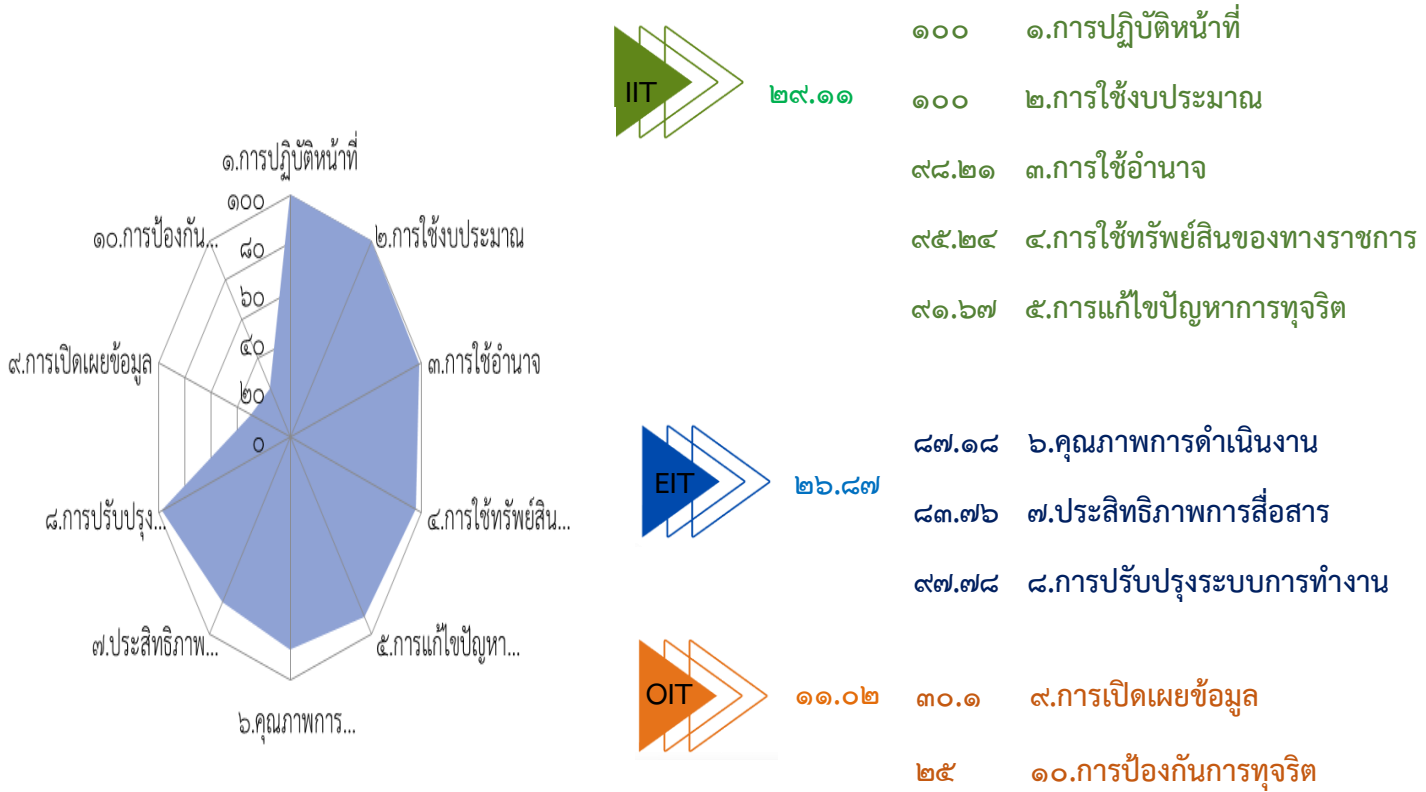 ๑.การปฏิบัติหน้าที่
๑๐๐
๑๐.การป้องกัน...
๒.การใช้งบประมาณ
๘๐
๖๐
๔๐
๙.การเปิดเผยข้อมูล
๓.การใช้อำนาจ
๒๐
๐
๘.การปรับปรุง...
๔.การใช้ทรัพย์สิน...
๗.ประสิทธิภาพ...
๕.การแก้ไขปัญหา...
๖.คุณภาพการ...
IIT
๒๙.๑๑
๑๐๐ ๑.การปฏิบัติหน้าที่
๑๐๐ ๒.การใช้งบประมาณ
๙๘.๒๑ ๓.การใช้อำนาจ
๙๕.๒๔ ๔.การใช้ทรัพย์สินของทางราชการ
๙๑.๖๗ ๕.การแก้ไขปัญหาการทุจริต
EIT
๒๖.๘๗
๘๗.๑๘ ๖.คุณภาพการดำเนินงาน
๘๓.๗๖ ๗.ประสิทธิภาพการสื่อสาร
๙๗.๗๘ ๘.การปรับปรุงระบบการทำงาน
OIT
๑๑.๐๒
๓๐.๑ ๙.การเปิดเผยข้อมูล
๒๕ ๑๐.การป้องกันการทุจริต